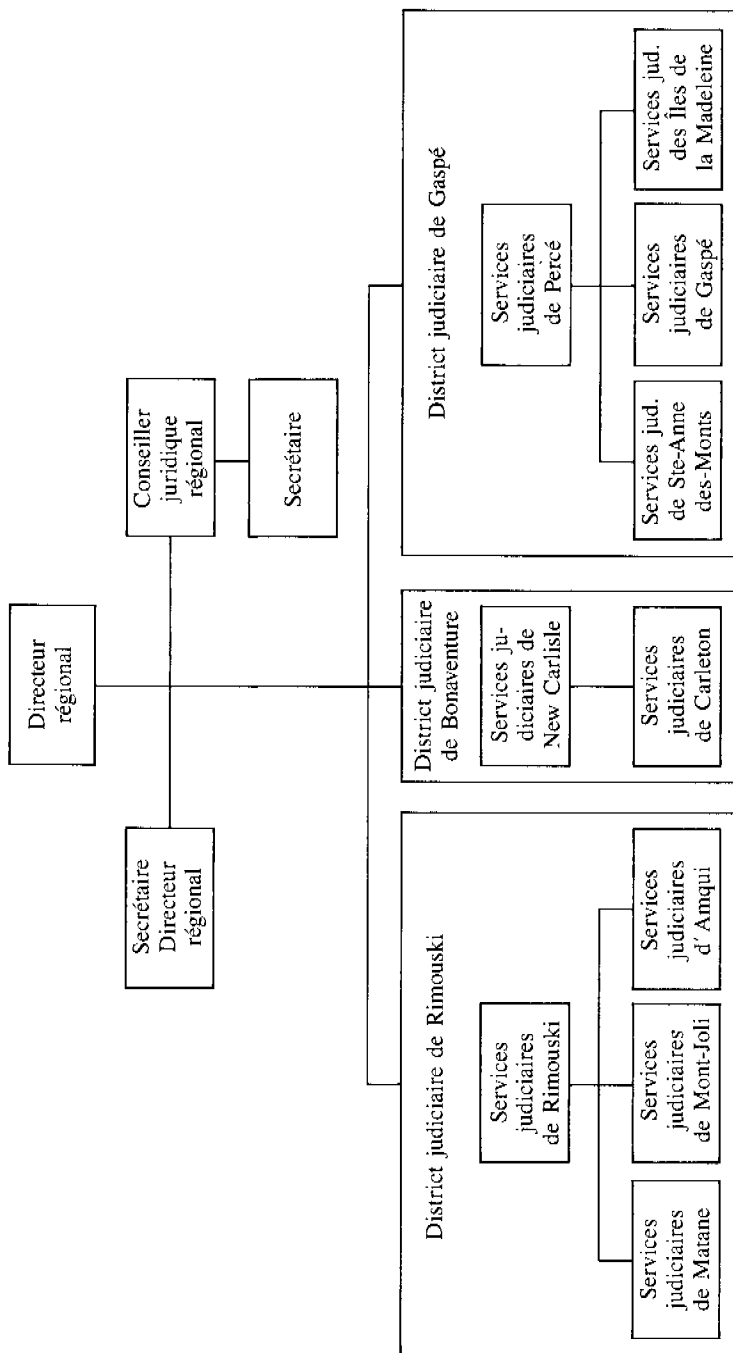 Directeur
régional
Secrétaire
Directeur
régional
Conseiller
juridique
régional
Secrétaire
District judiciaire de Rimouski
Services
judiciaires
de Rimouski
Services
judiciaires
de Matane
Services
judiciaires
de Mont-Joli
Services
judiciaires
d'Amqui
District judiciaire
de Bonaventure
Services ju-
diciaires de
New Carlisle
Services
judiciaires
de Carleton
District judiciaire de Gaspé
Services
judiciaires
de Percé
Services jud.
de Ste-Anne
des-Monts
Services
judiciaires
de Gaspé
Services jud.
des Îles de
la Madeleine